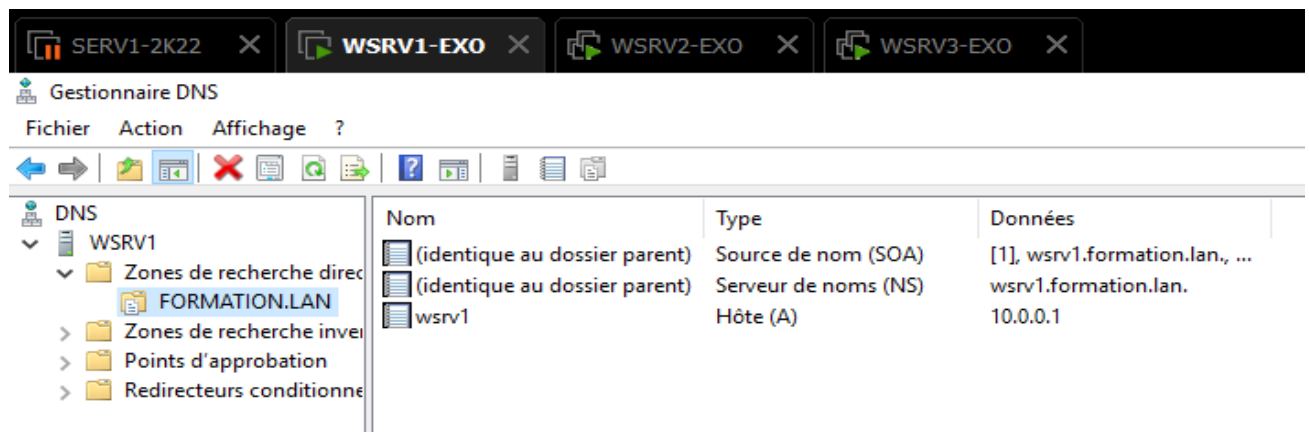 SERV1-2K22 WSRV1-EXO WSRV2-EXO WSRV3-EXO
Gestionnaire DNS
Fichier Action Affichage ?
DNS Nom Type Données
WSRV1 (identique au dossier parent) Source de nom (SOA) [1], wsrv1.formation.lan., ...
Zones de recherche direc (identique au dossier parent) Serveur de noms (NS) wsrv1.formation.lan.
FORMATION.LAN wsrv1 Hôte (A) 10.0.0.1
Zones de recherche inver
Points d'approbation
Redirecteurs conditionne